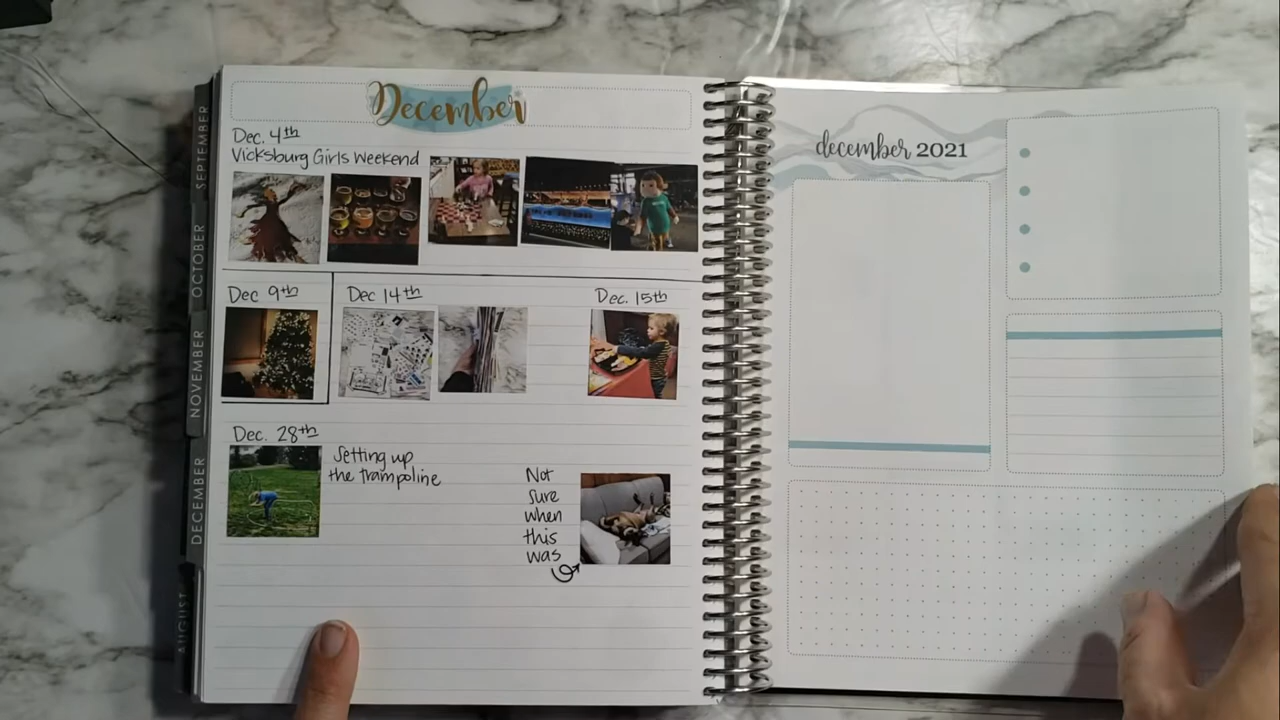 December
Dec. 4th
Vicksburg Girls Weekend
Dec 9th
Dec 14th
Dec. 15th
Dec. 28th
Setting up
the trampoline
Not
sure
when
this
was
december 2021
SEPTEMBER
OCTOBER
NOVEMBER
DECEMBER
AUGUST